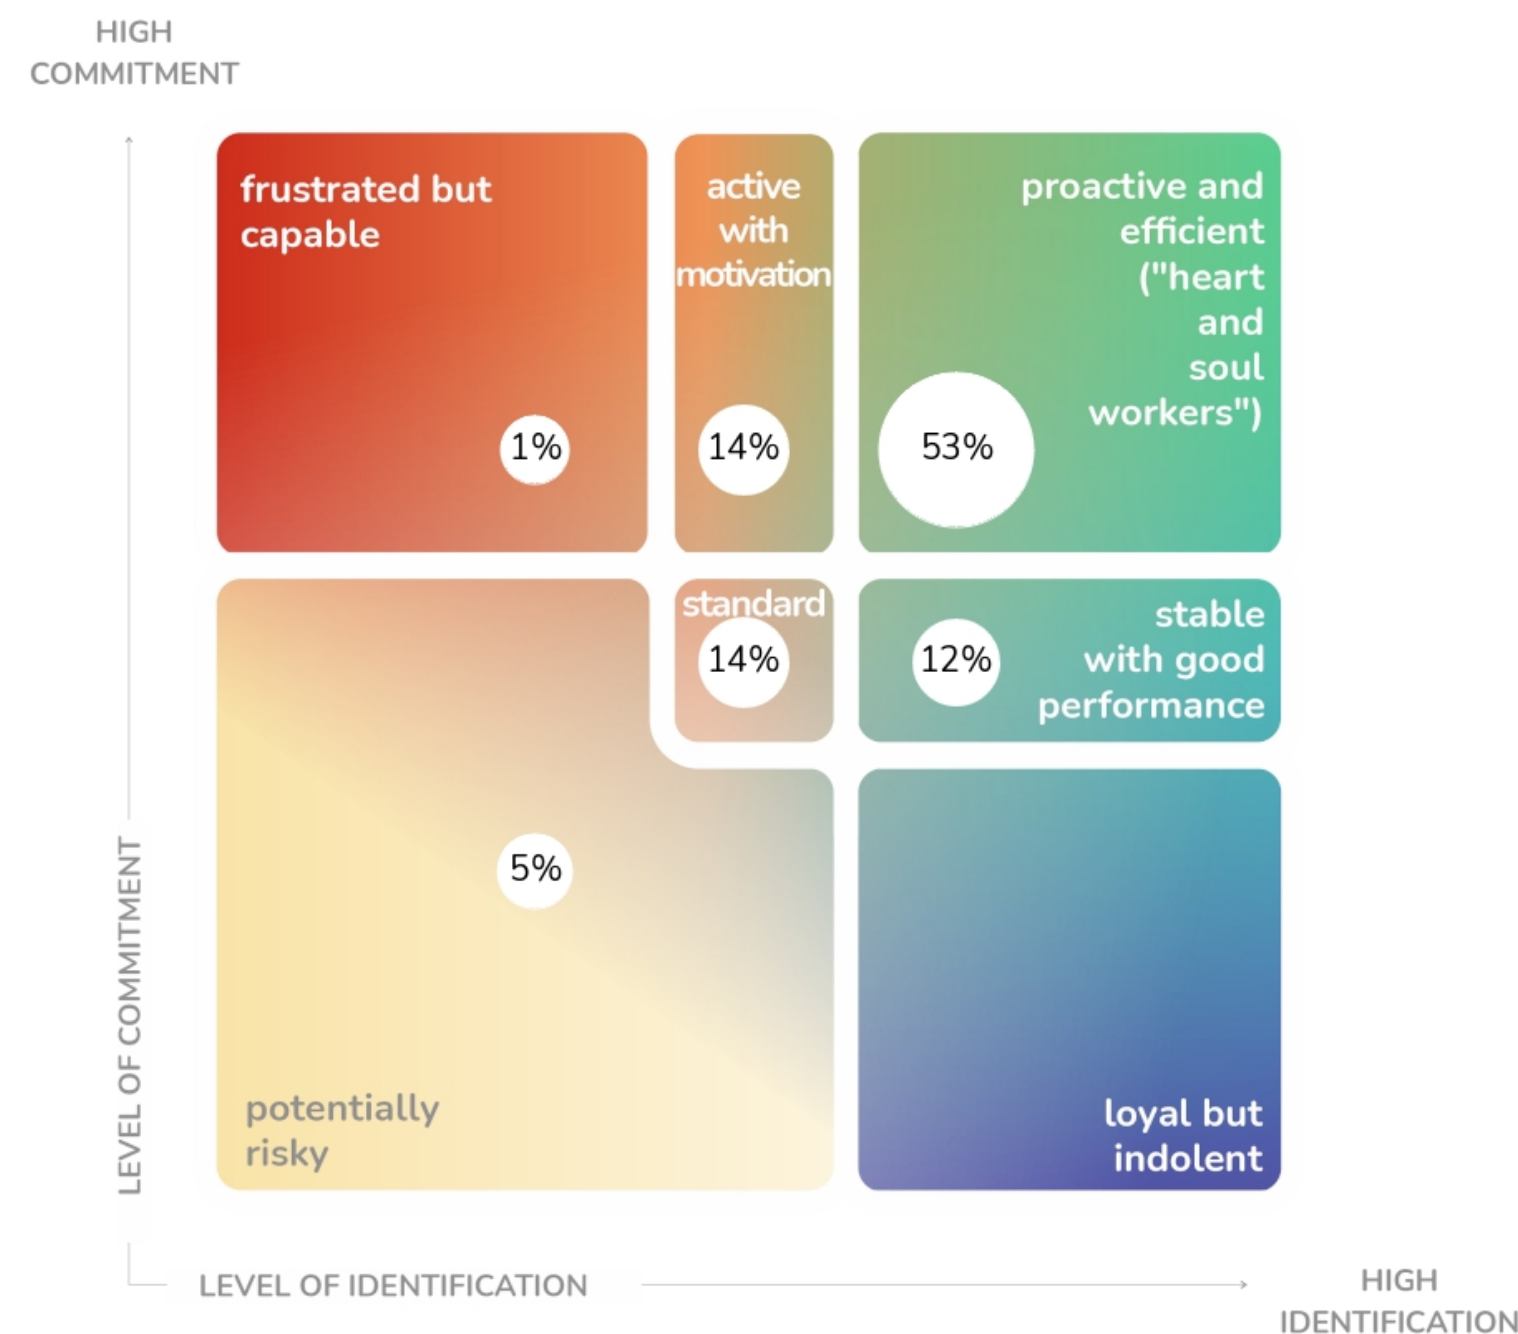 HIGH
COMMITMENT
frustrated but
capable
1%
active
with
motivation
14%
proactive and
efficient
("heart
and
soul
workers")
53%
standard
14%
stable
with good
performance
12%
5%
potentially
risky
loyal but
indolent
LEVEL OF COMMITMENT
LEVEL OF IDENTIFICATION
HIGH
IDENTIFICATION